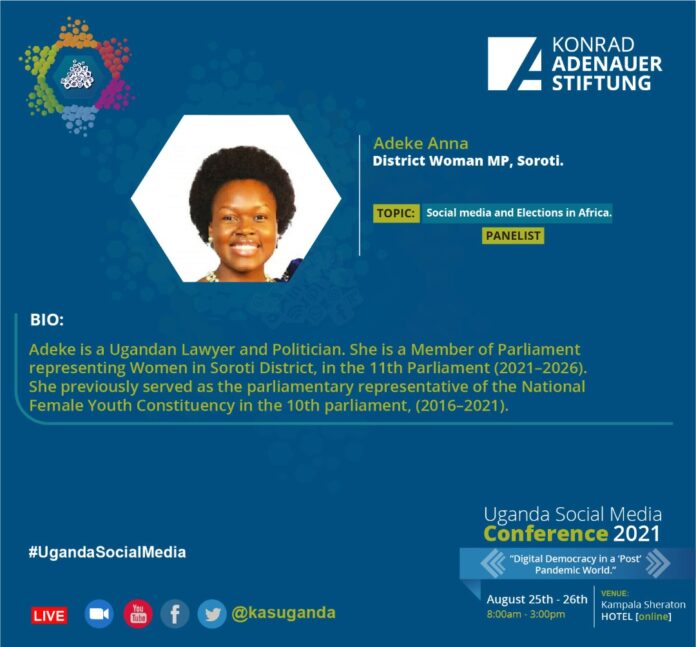 KONRAD
ADENAUER
STIFTUNG
Adeke Anna
District Woman MP, Soroti.
TOPIC: Social media and Elections in Africa.
PANELIST
BIO:
Adeke is a Ugandan Lawyer and Politician. She is a Member of Parliament
representing Women in Soroti District, in the 11th Parliament (2021–2026).
She previously served as the parliamentary representative of the National
Female Youth Constituency in the 10th parliament, (2016–2021).
Uganda Social Media
Conference 2021
"Digital Democracy in a 'Post'
Pandemic World."
#UgandaSocialMedia
August 25th - 26th
8:00am - 3:00pm
VENUE:
Kampala Sheraton
HOTEL [online]
LIVE
You
Tube
@kasuganda